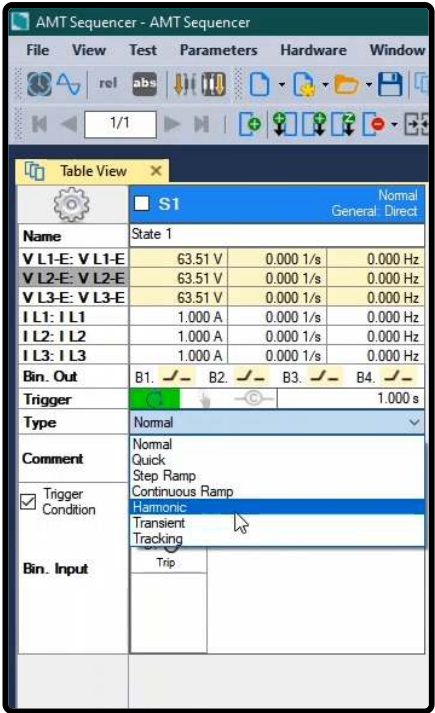 AMT Sequencer - AMT Sequencer
File View Test Parameters Hardware Window
rel abs
1/1
Table View
S1 Normal
General: Direct
Name State 1
V L1-E: V L1-E 63.51 V 0.000 1/s 0.000 Hz
V L2-E: V L2-E 63.51 V 0.000 1/s 0.000 Hz
V L3-E: V L3-E 63.51 V 0.000 1/s 0.000 Hz
I L1: I L1 1.000 A 0.000 1/s 0.000 Hz
I L2: I L2 1.000 A 0.000 1/s 0.000 Hz
I L3: I L3 1.000 A 0.000 1/s 0.000 Hz
Bin. Out B1. B2. B3. B4.
Trigger C 1.000 s
Type Normal
Normal
Quick
Step Ramp
Comment
Continuous Ramp
Harmonic
Trigger
Condition
Transient
Tracking
Bin. Input Trip